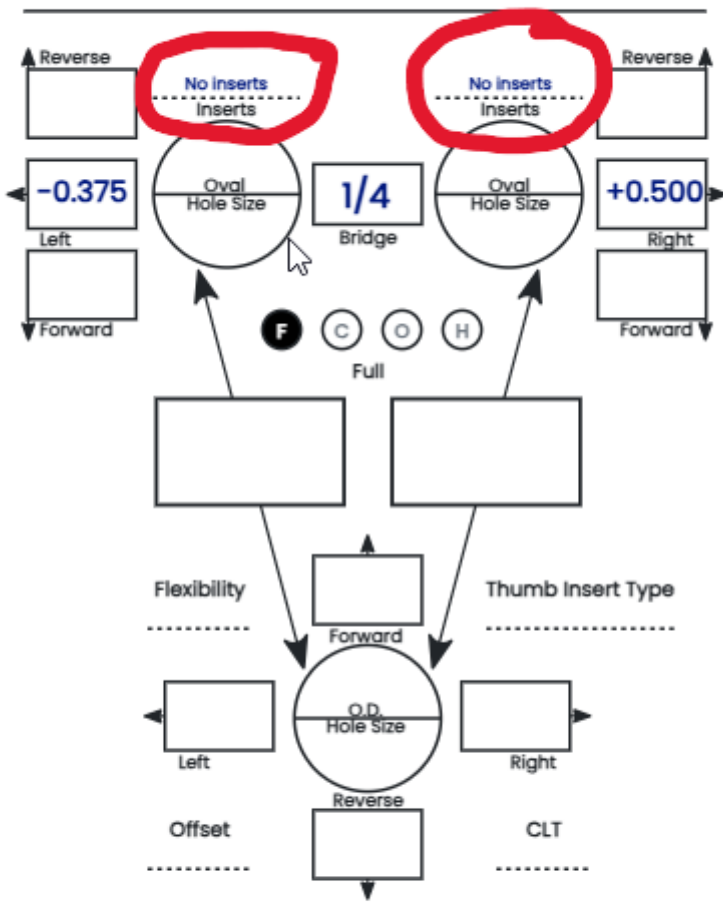 Reverse
No inserts
No inserts
Reverse
Inserts
Inserts
-0.375
Oval
Hole Size
1/4
Oval
Hole Size
+0.500
Left
Bridge
Right
Forward
F C O H
Forward
Full
Flexibility
Thumb Insert Type
Forward
O.D.
Hole Size
Left
Right
Reverse
Offset
CLT